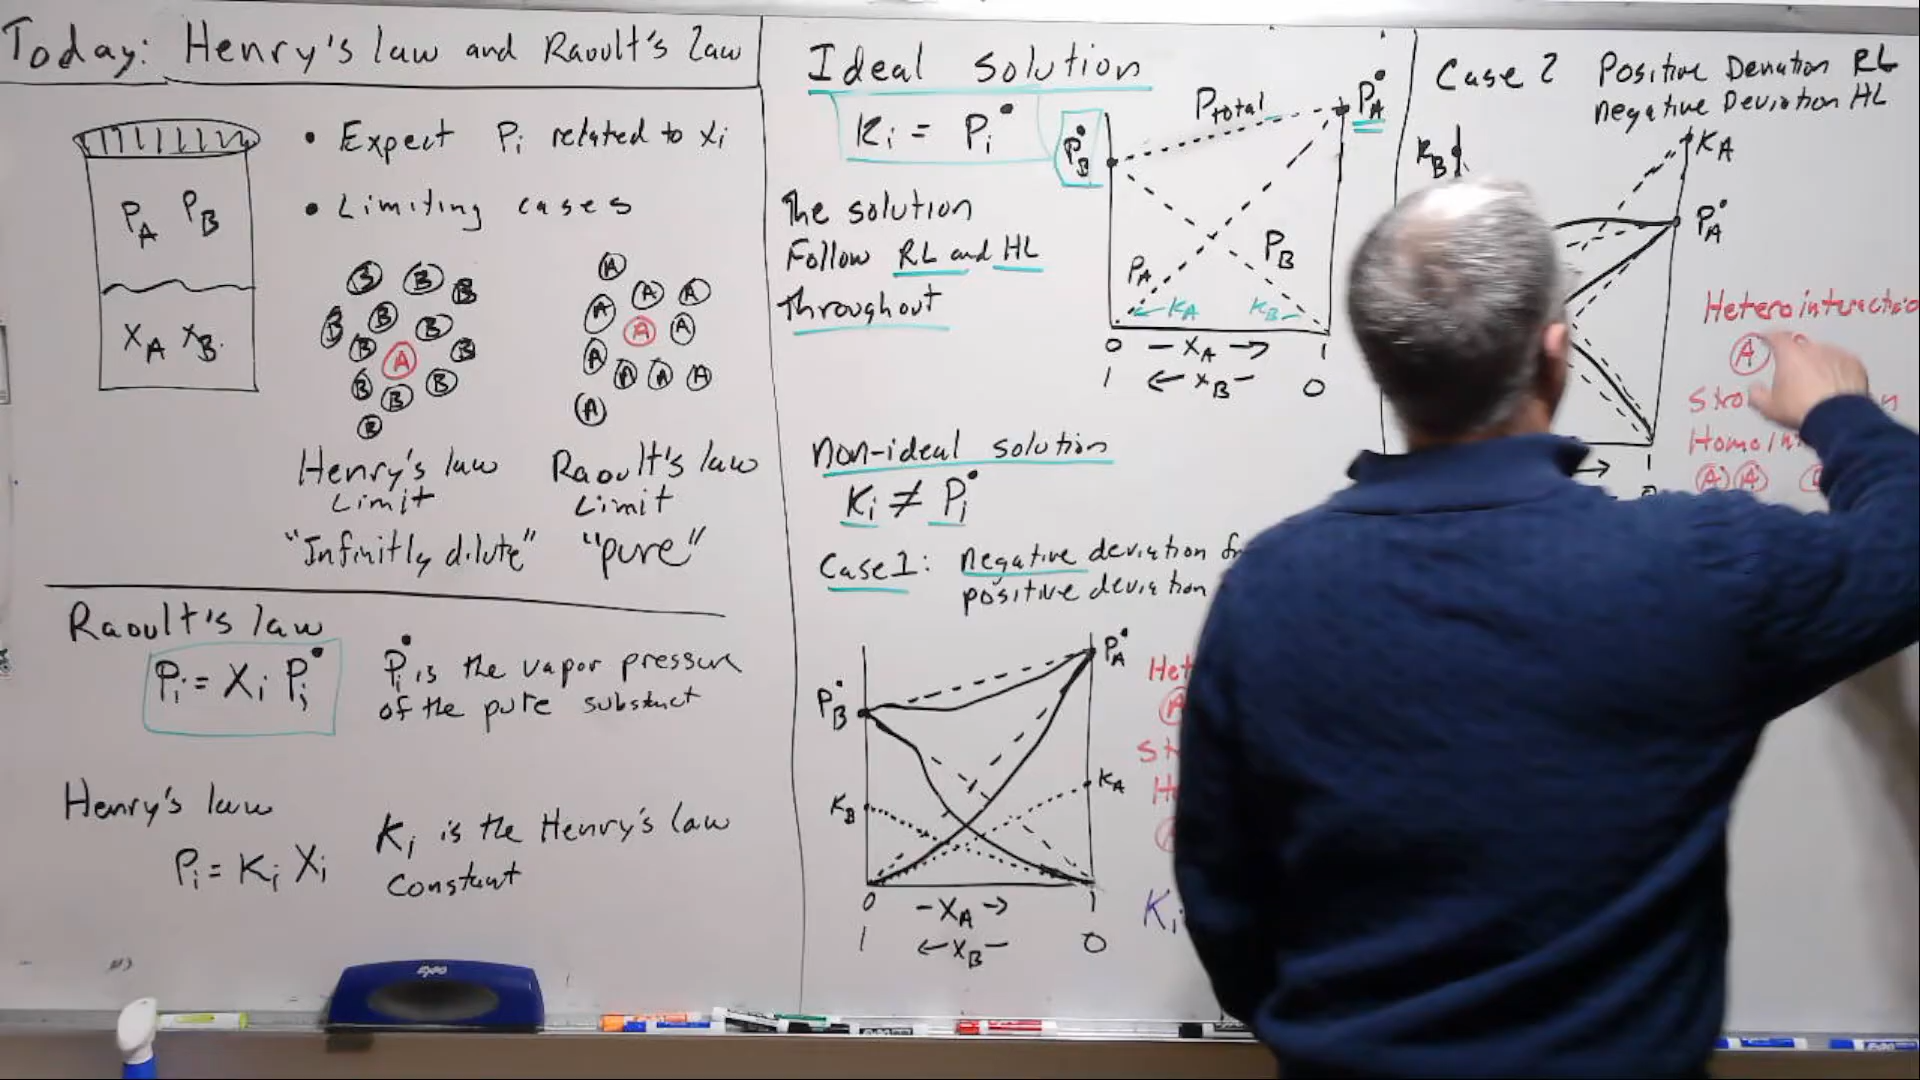 Today: Henry's law and Raoult's law
• Expect Pi related to xi
• Limiting cases
PA PB
XA XB
B B B
B B B
B A B
B B B
B
A
A A A
A A A
A A A A
A
Henry's law
Limit
"Infinitly dilute"
Raoult's law
Limit
"pure"
Raoult's law
Pi = Xi Pi•
Pi• is the vapor pressure
of the pure substuct
Henry's law
Pi = Ki Xi
Ki is the Henry's law
constant
Ideal solution
Ki = Pi•
The solution
Follow RL and HL
throughout
Ptotal
PA•
PB•
PA
PB
KA
KB
0 – XA → 1
1 ← XB – 0
Non-ideal solution
Ki ≠ Pi•
Case 1: negative deviation
positive deviation
PA•
PB•
KB
KA
0 – XA → 1
1 ← XB – 0
A
Ki
Case 2 Positive Deviation RL
negative Deviation HL
KB
KA
PA•
→ 1
Hetero interactio
A
A A